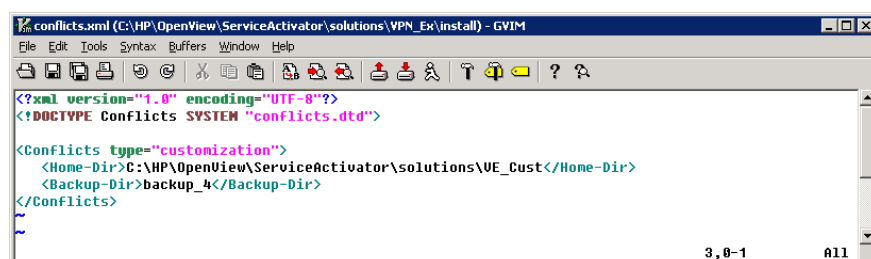 conflicts.xml (C:\HP\OpenView\ServiceActivator\solutions\VPN_Ex\install) - GVIM
File Edit Tools Syntax Buffers Window Help
<?xml version="1.0" encoding="UTF-8"?>
<!DOCTYPE Conflicts SYSTEM "conflicts.dtd">
<Conflicts type="customization">
<Home-Dir>C:\HP\OpenView\ServiceActivator\solutions\VE_Cust</Home-Dir>
<Backup-Dir>backup_4</Backup-Dir>
</Conflicts>
~
~
3,0-1 All